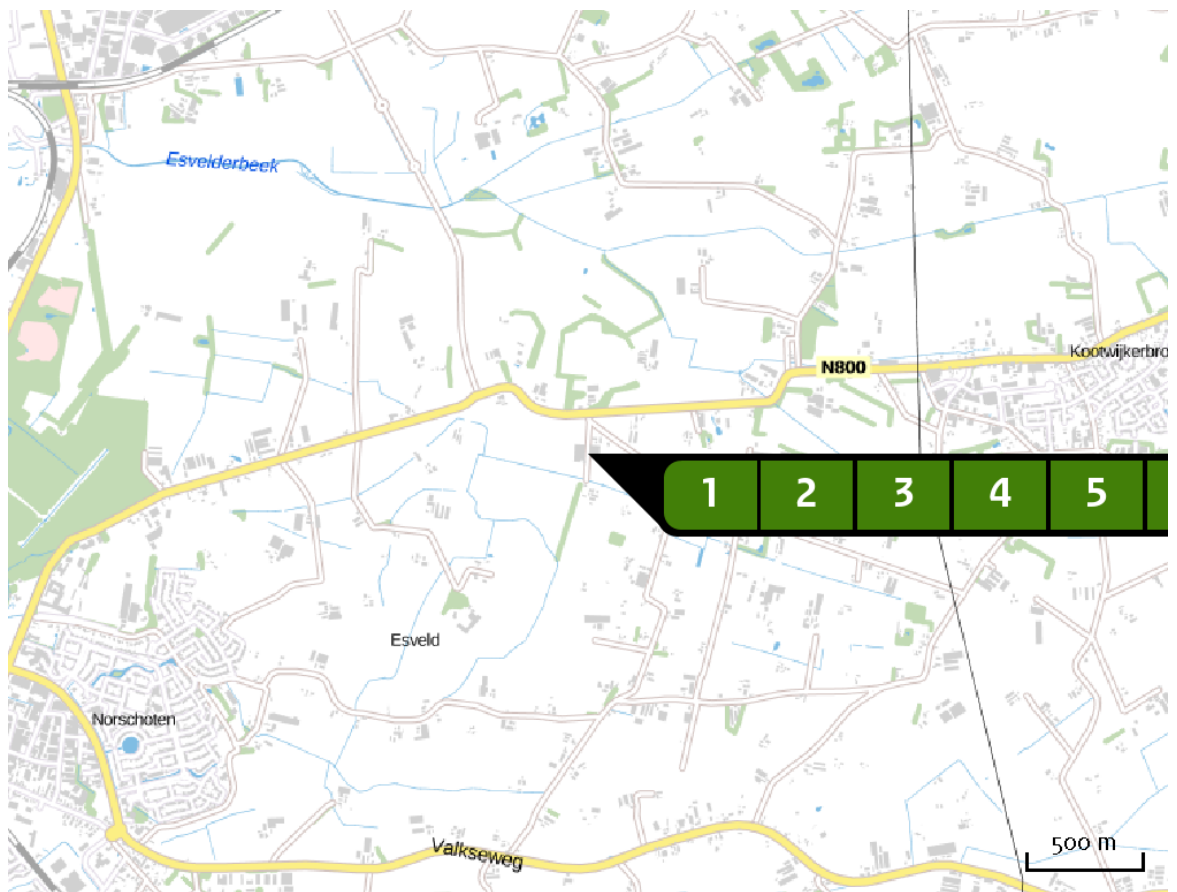 Esvelderbeek
N800
Kootwijkerbro
1 2 3 4 5
Esveld
Norschoten
Valkseweg
500 m